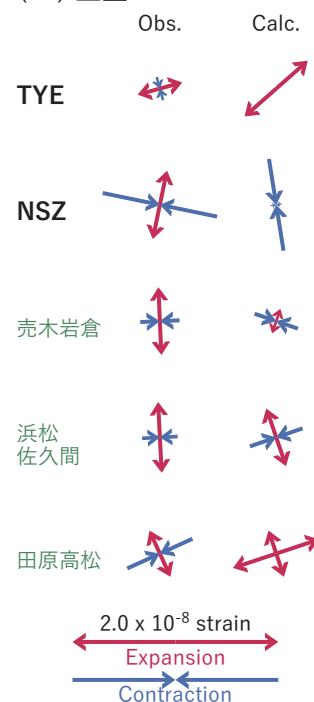 Obs. Calc.
TYE
NSZ
売木岩倉
浜松
佐久間
田原高松
2.0 x 10-8 strain
Expansion
Contraction